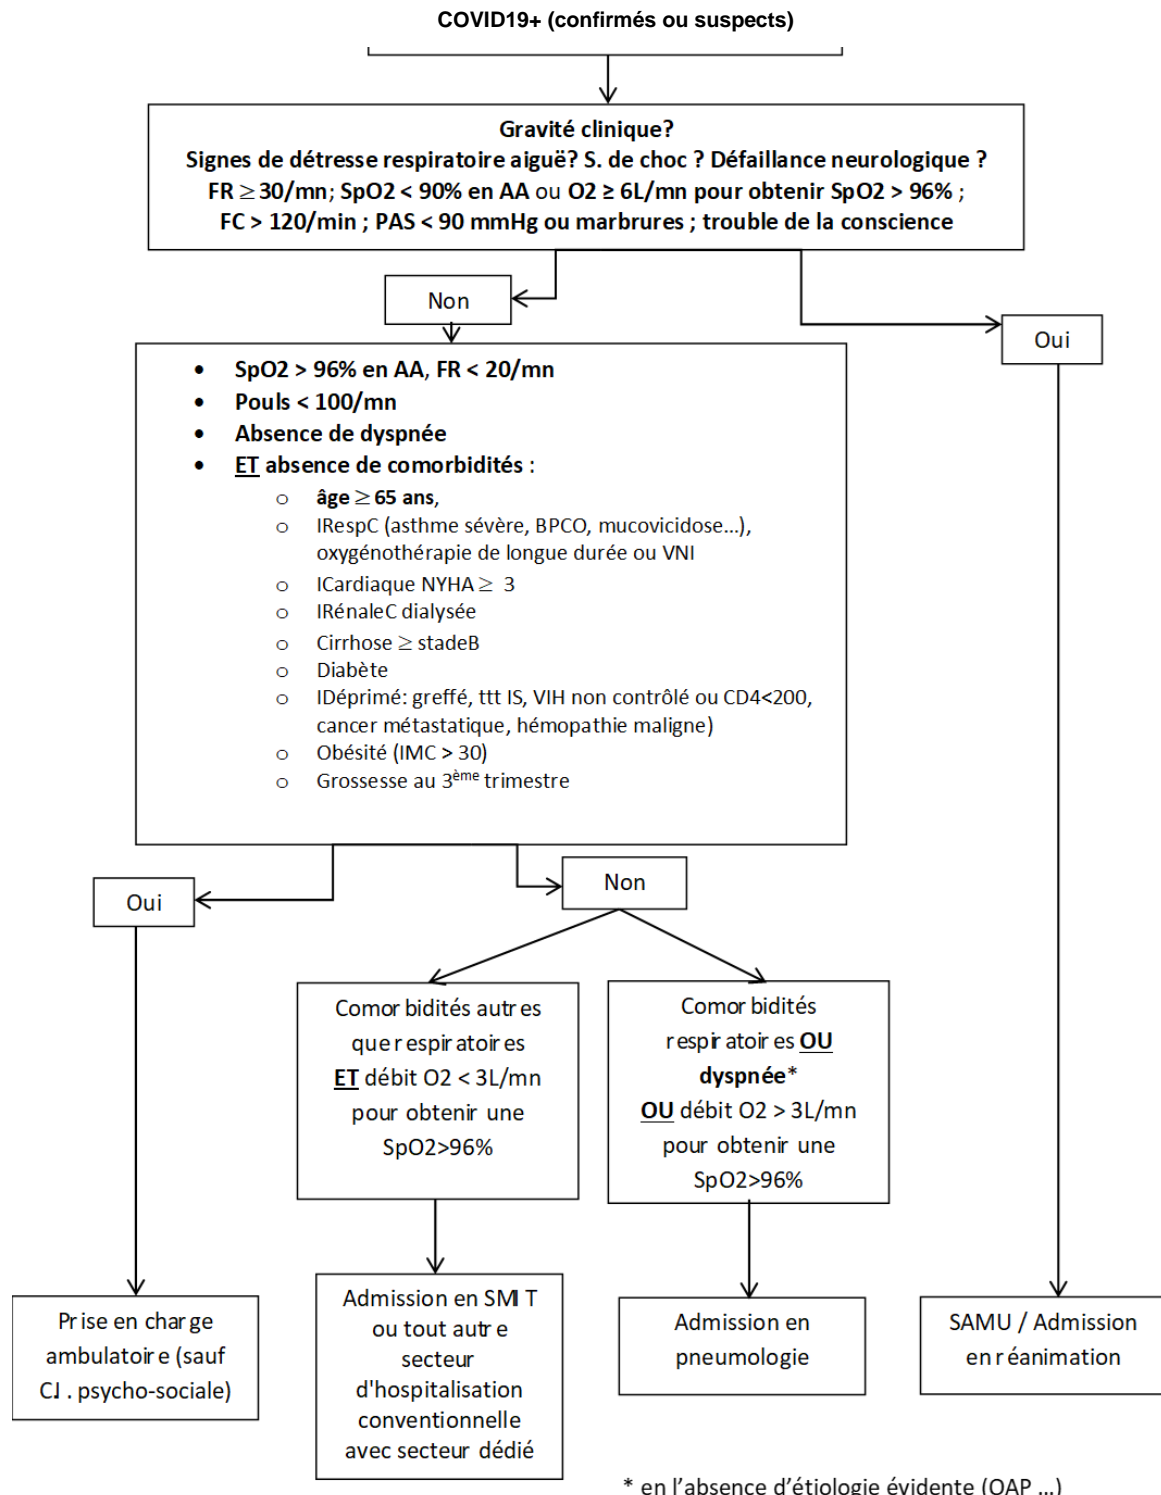 COVID19+ (confirmés ou suspects)
Gravité clinique?
Signes de détresse respiratoire aiguë? S. de choc ? Défaillance neurologique ?
FR ≥ 30/mn; SpO2 < 90% en AA ou O2 ≥ 6L/mn pour obtenir SpO2 > 96% ;
FC > 120/min ; PAS < 90 mmHg ou marbrures ; trouble de la conscience
Non
Oui
• SpO2 > 96% en AA, FR < 20/mn
• Pouls < 100/mn
• Absence de dyspnée
• ET absence de comorbidités :
o âge ≥ 65 ans,
o IRespC (asthme sévère, BPCO, mucovicidose...),
oxygénothérapie de longue durée ou VNI
o ICardiaque NYHA ≥ 3
o IRénaleC dialysée
o Cirrhose ≥ stadeB
o Diabète
o IDéprimé: greffé, ttt IS, VIH non contrôlé ou CD4<200,
cancer métastatique, hémopathie maligne)
o Obésité (IMC > 30)
o Grossesse au 3ème trimestre
Oui
Non
Comorbidités autres
que respiratoires
ET débit O2 < 3L/mn
pour obtenir une
SpO2>96%
Comorbidités
respiratoires OU
dyspnée*
OU débit O2 > 3L/mn
pour obtenir une
SpO2>96%
Prise en charge
ambulatoire (sauf
C.I. psycho-sociale)
Admission en SMIT
ou tout autre
secteur
d'hospitalisation
conventionnelle
avec secteur dédié
Admission en
pneumologie
SAMU / Admission
en réanimation
* en l'absence d'étiologie évidente (OAP ...)